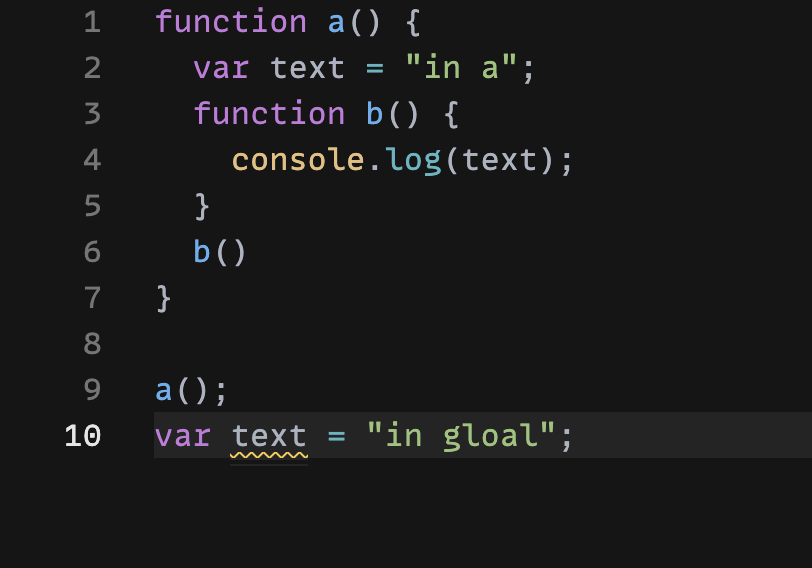 1 function a() {
2 var text = "in a";
3 function b() {
4 console.log(text);
5 }
6 b()
7 }
8
9 a();
10 var text = "in gloal";